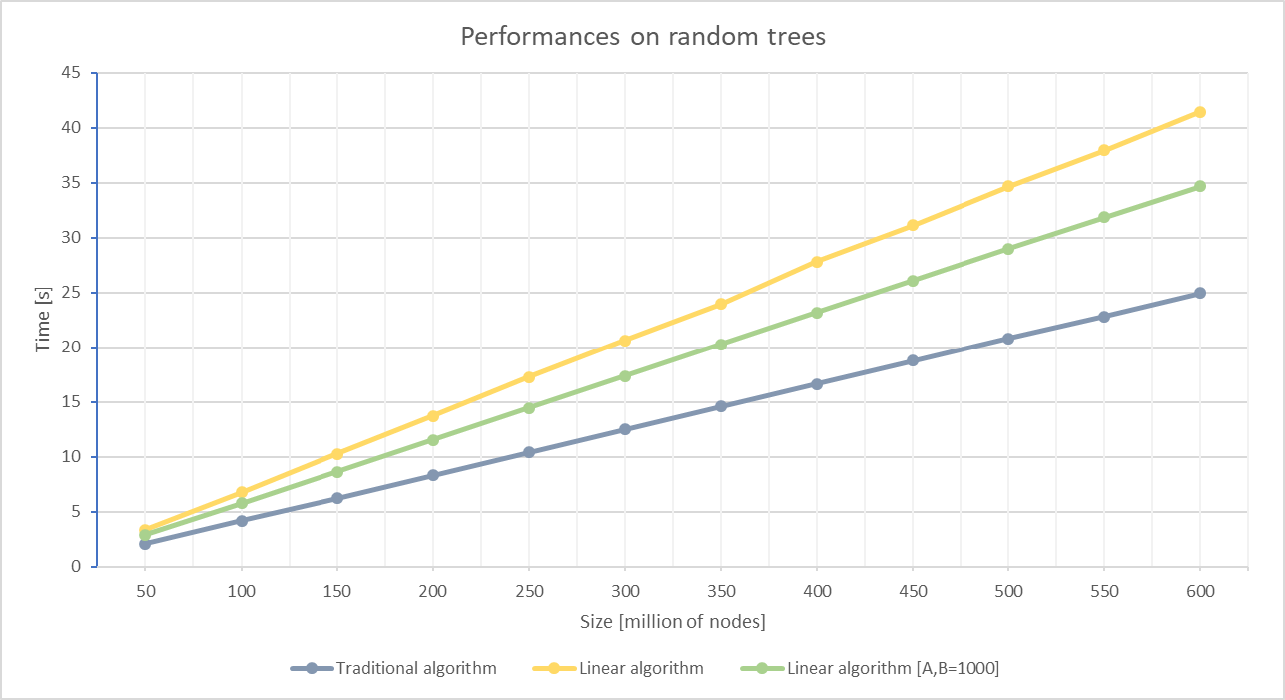 Performances on random trees
45
40
35
30
25
20
15
10
5
0
Time [s]
50 100 150 200 250 300 350 400 450 500 550 600
Size [million of nodes]
Traditional algorithm Linear algorithm Linear algorithm [A,B=1000]